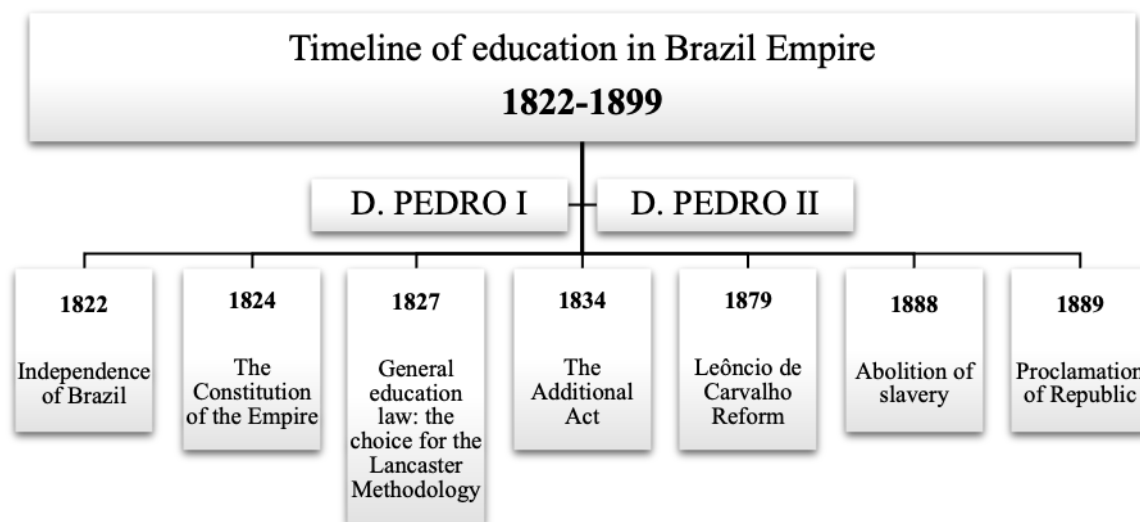 Timeline of education in Brazil Empire
1822-1899
D. PEDRO I
D. PEDRO II
1822
Independence
of Brazil
1824
The
Constitution
of the Empire
1827
General
education
law: the
choice for the
Lancaster
Methodology
1834
The
Additional
Act
1879
Leôncio de
Carvalho
Reform
1888
Abolition of
slavery
1889
Proclamation
of Republic